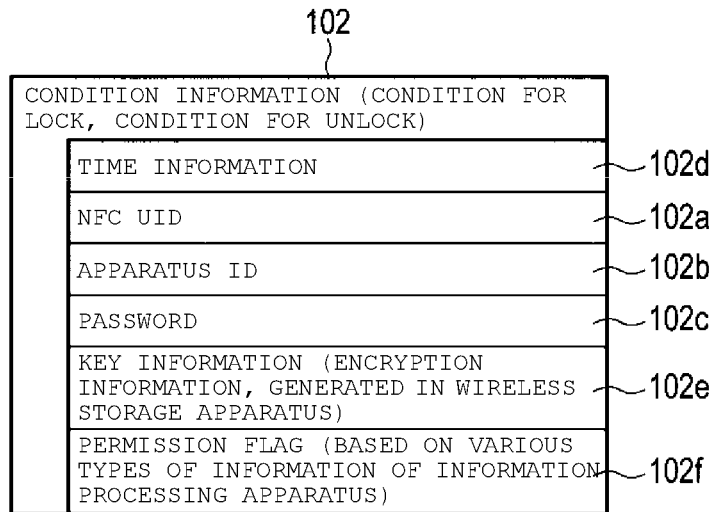 102
CONDITION INFORMATION (CONDITION FOR
LOCK, CONDITION FOR UNLOCK)
TIME INFORMATION 102d
NFC UID 102a
APPARATUS ID 102b
PASSWORD 102c
KEY INFORMATION (ENCRYPTION
INFORMATION, GENERATED IN WIRELESS 102e
STORAGE APPARATUS)
PERMISSION FLAG (BASED ON VARIOUS
TYPES OF INFORMATION OF INFORMATION 102f
PROCESSING APPARATUS)